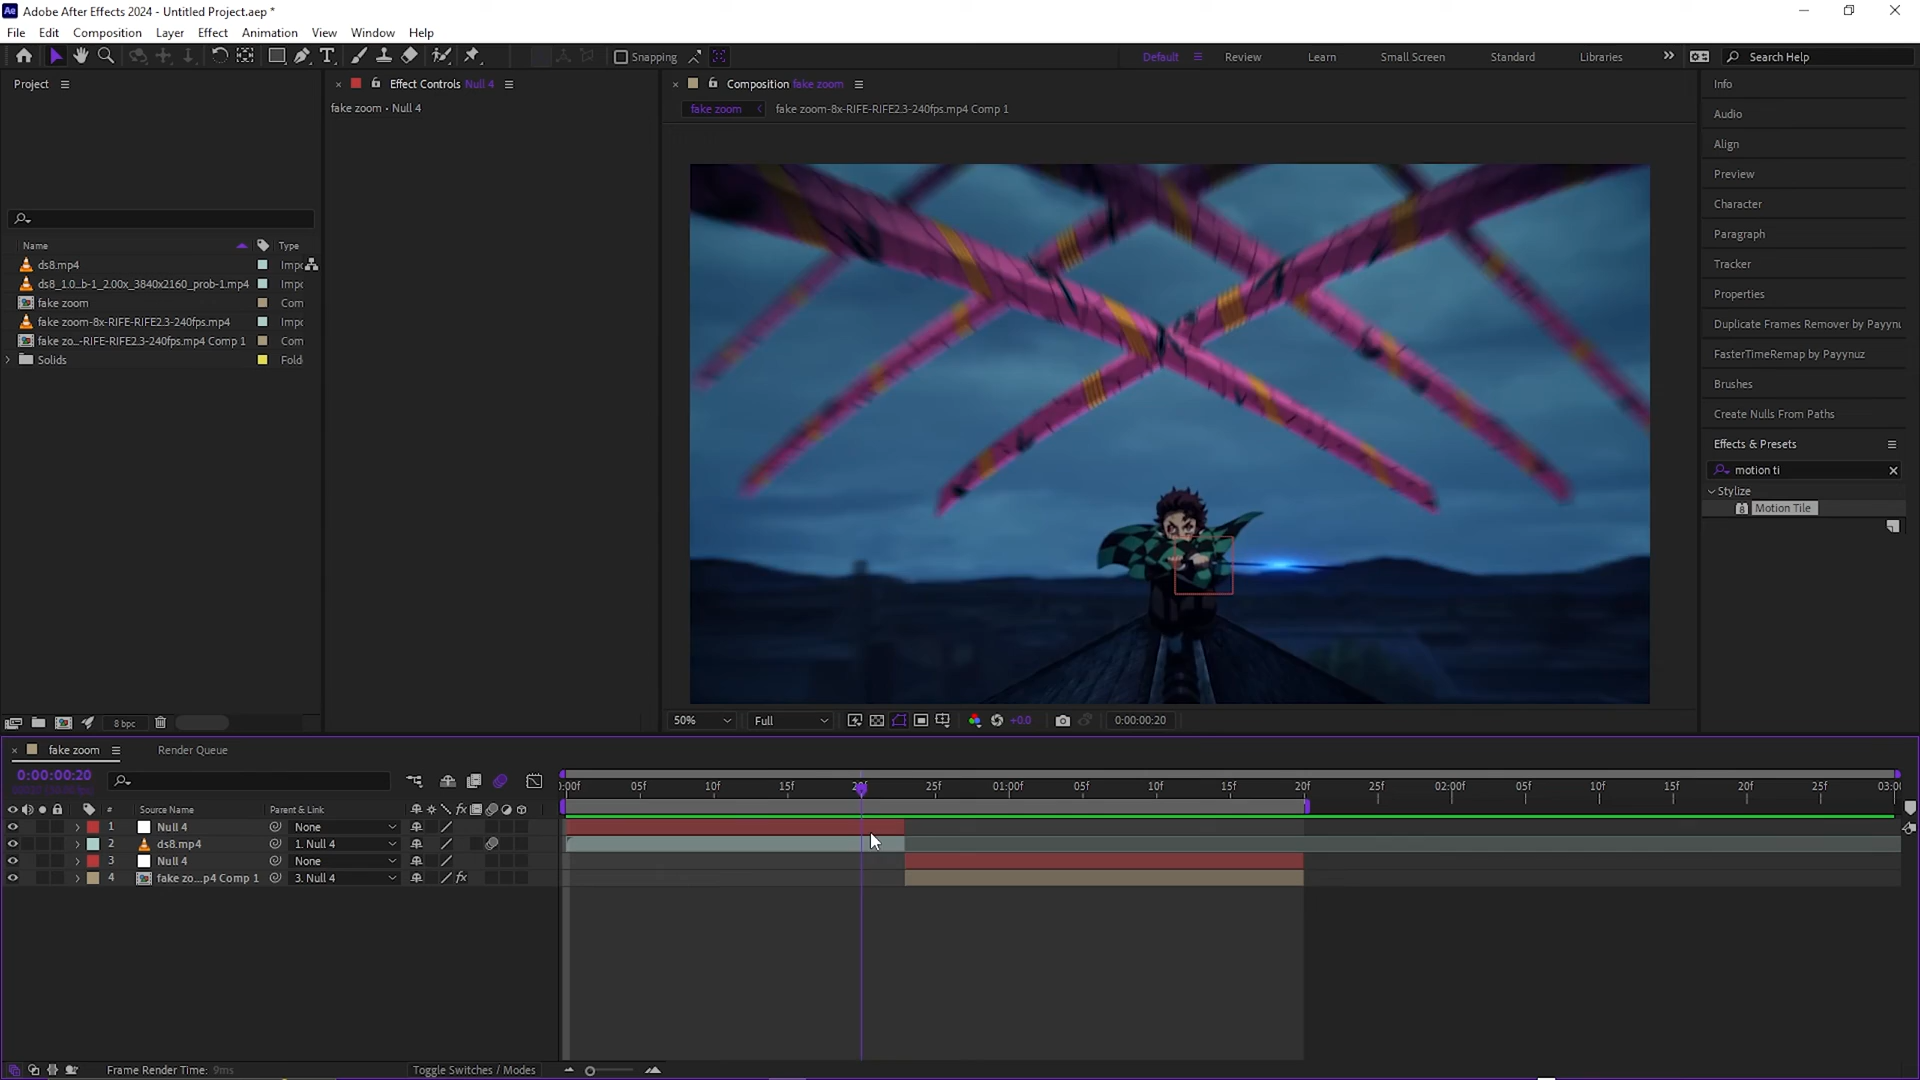 Ae Adobe After Effects 2024 - Untitled Project.aep *
File Edit Composition Layer Effect Animation View Window Help
Snapping Default Review Learn Small Screen Standard Libraries Search Help
Project
Effect Controls Null 4
fake zoom • Null 4
Composition fake zoom
fake zoom fake zoom-8x-RIFE-RIFE2.3-240fps.mp4 Comp 1
Name Type
ds8.mp4 Impo
ds8_1.0...b-1_2.00x_3840x2160_prob-1.mp4 Impo
fake zoom Com
fake zoom-8x-RIFE-RIFE2.3-240fps.mp4 Impo
fake zo...-RIFE-RIFE2.3-240fps.mp4 Comp 1 Com
Solids Folde
Info
Audio
Align
Preview
Character
Paragraph
Tracker
Properties
Duplicate Frames Remover by Payynu
FasterTimeRemap by Payynuz
Brushes
Create Nulls From Paths
Effects & Presets
motion ti
Stylize
8 Motion Tile
8 bpc
50% Full +0.0 0:00:00:20
fake zoom Render Queue
0:00:00:20
:00f 05f 10f 15f 20f 25f 01:00f 05f 10f 15f 20f 25f 02:00f 05f 10f 15f 20f 25f 03:00
# Source Name Parent & Link
1 Null 4 None
2 ds8.mp4 1. Null 4
3 Null 4 None
4 fake zo...p4 Comp 1 3. Null 4 fx
Frame Render Time: 9ms Toggle Switches / Modes